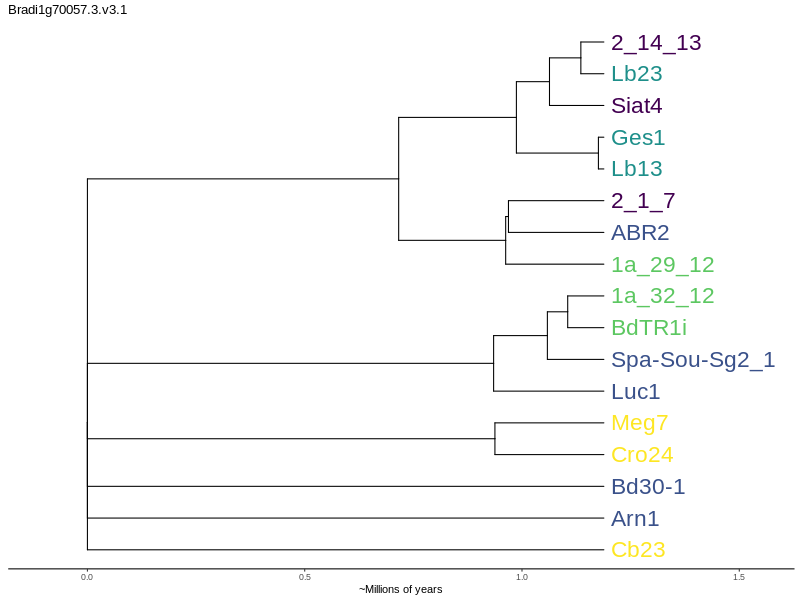 Bradi1g70057.3.v3.1
2_14_13
Lb23
Siat4
Ges1
Lb13
2_1_7
ABR2
1a_29_12
1a_32_12
BdTR1i
Spa-Sou-Sg2_1
Luc1
Meg7
Cro24
Bd30-1
Arn1
Cb23
0.0 0.5 1.0 1.5
~Millions of years